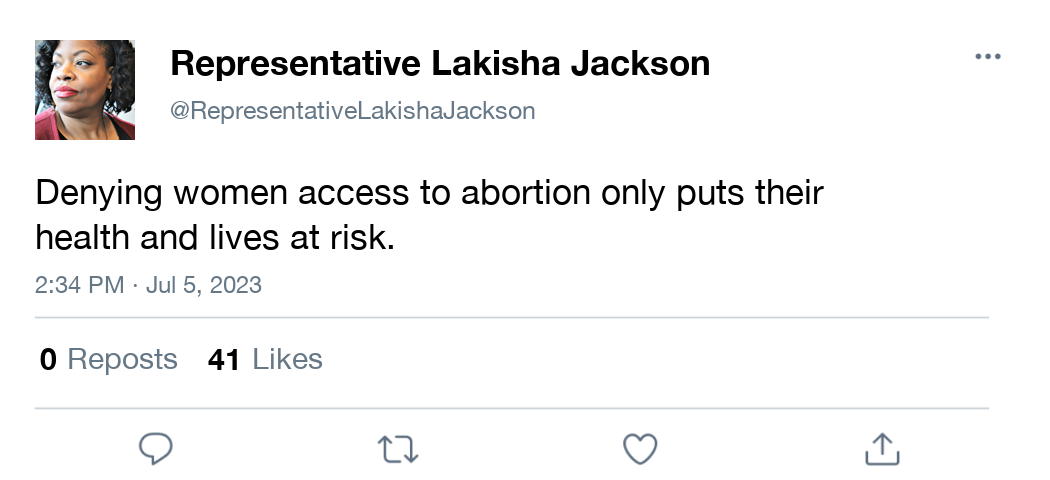 Representative Lakisha Jackson
@RepresentativeLakishaJackson
Denying women access to abortion only puts their
health and lives at risk.
2:34 PM · Jul 5, 2023
0 Reposts 41 Likes